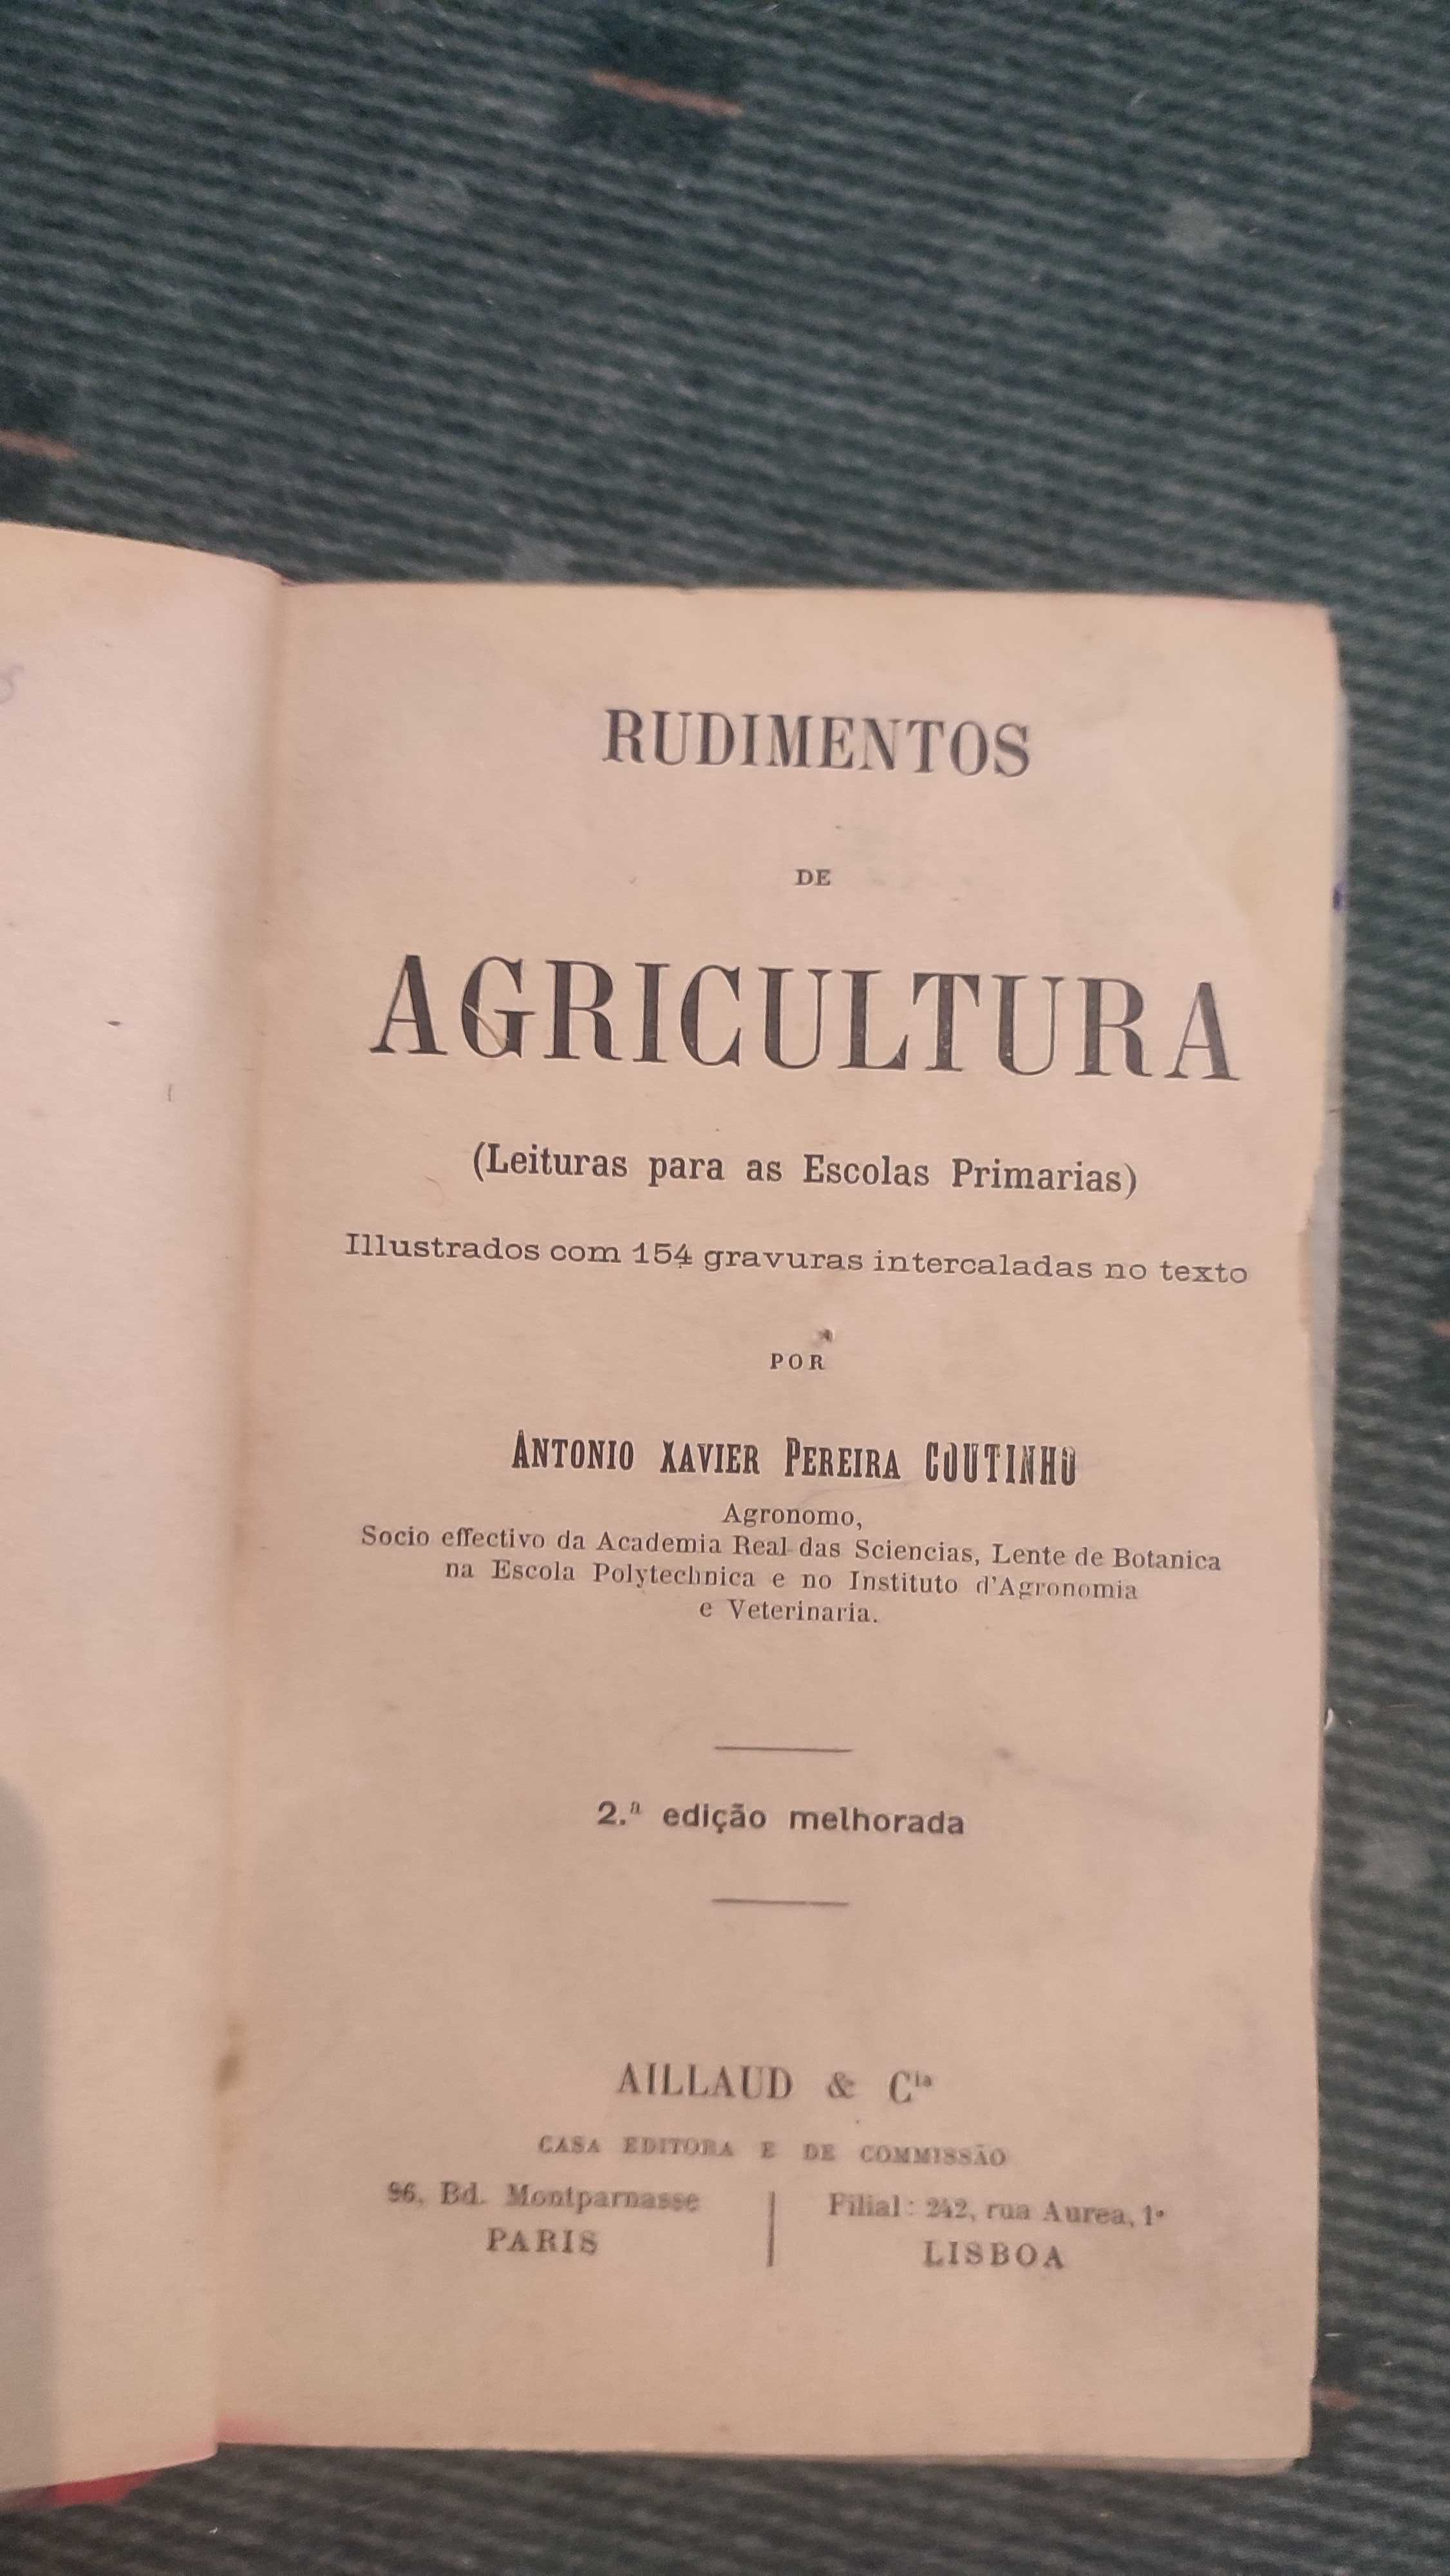 RUDIMENTOS
DE
AGRICULTURA
(Leituras para as Escolas Primarias)
Illustrados com 154 gravuras intercaladas no texto
POR
ANTONIO XAVIER PEREIRA COUTINHO
Agronomo,
Socio effectivo da Academia Real das Sciencias, Lente de Botanica
na Escola Polytechnica e no Instituto d'Agronomia
e Veterinaria.
2.ª edição melhorada
AILLAUD & Cia
CASA EDITORA E DE COMMISSÃO
96, Bd. Montparnasse
PARIS
Filial: 242, rua Aurea, 1º
LISBOA